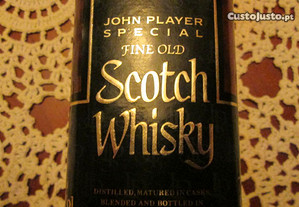 CustoJusto.pt
JOHN PLAYER
SPECIAL
FINE OLD
Scotch
Whisky
DISTILLED, MATURED IN CASKS,
BLENDED AND BOTTLED IN